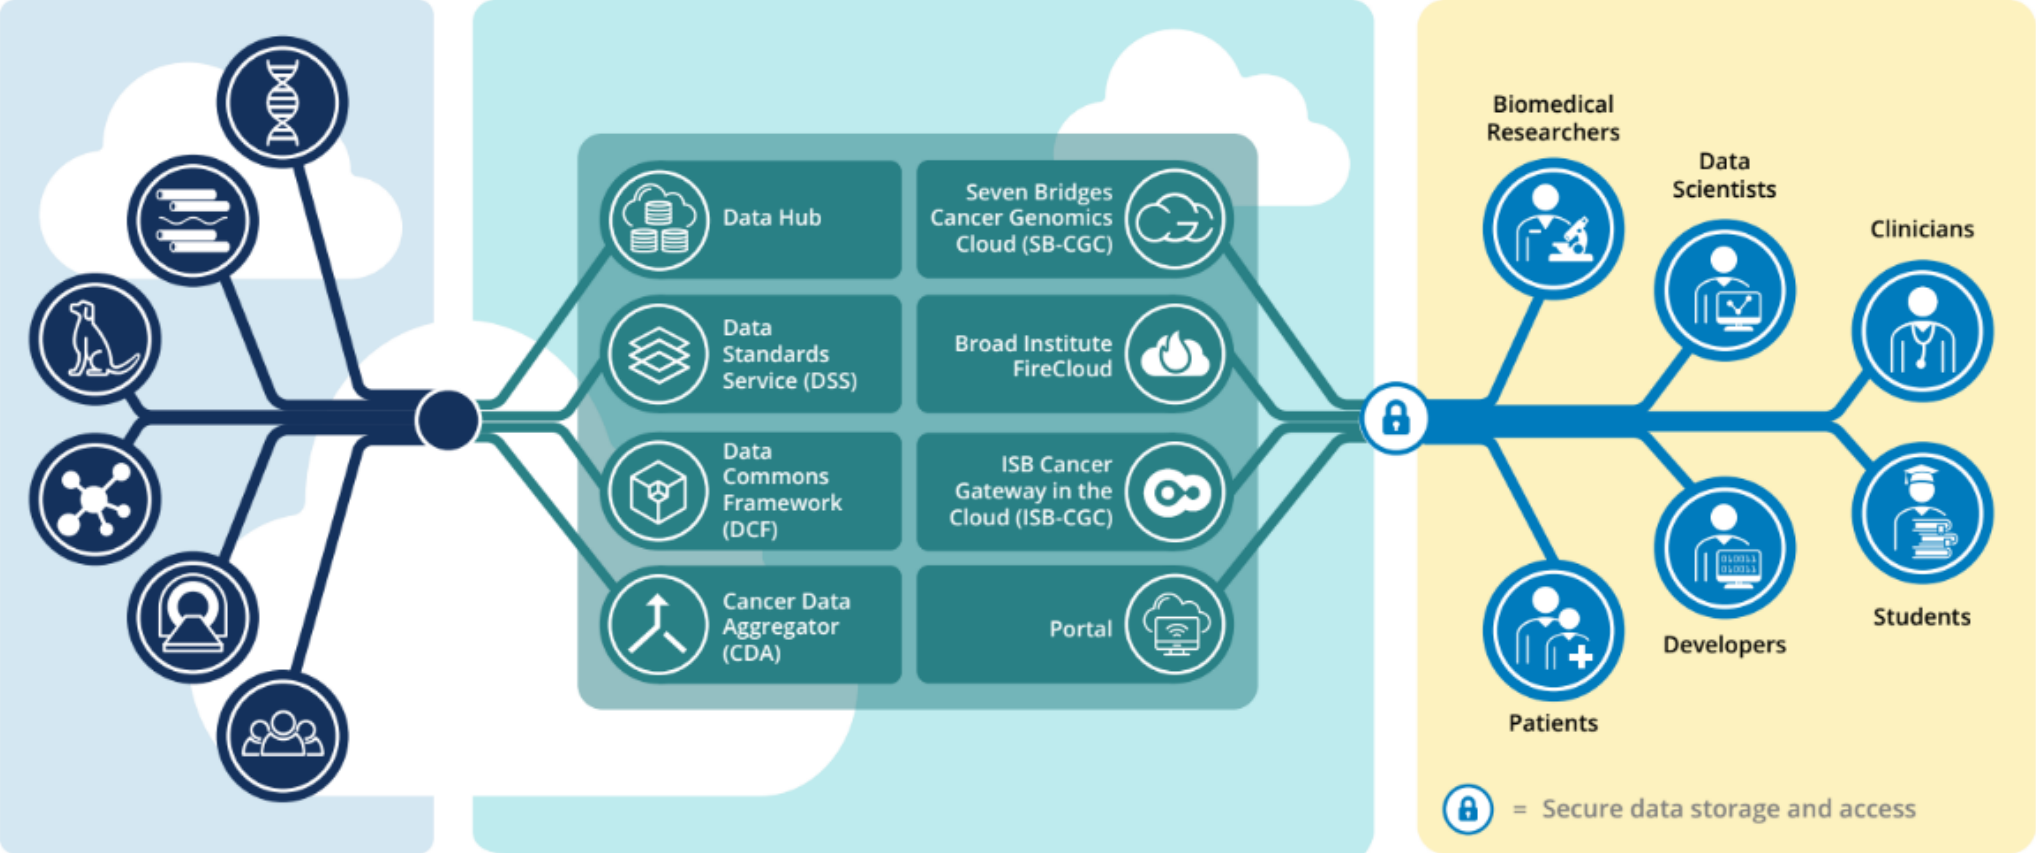 Data Hub
Seven Bridges
Cancer Genomics
Cloud (SB-CGC)
Data
Standards
Service (DSS)
Broad Institute
FireCloud
Data
Commons
Framework
(DCF)
ISB Cancer
Gateway in the
Cloud (ISB-CGC)
Cancer Data
Aggregator
(CDA)
Portal
Biomedical
Researchers
Data
Scientists
Clinicians
Patients
Developers
010011
010011
Students
= Secure data storage and access